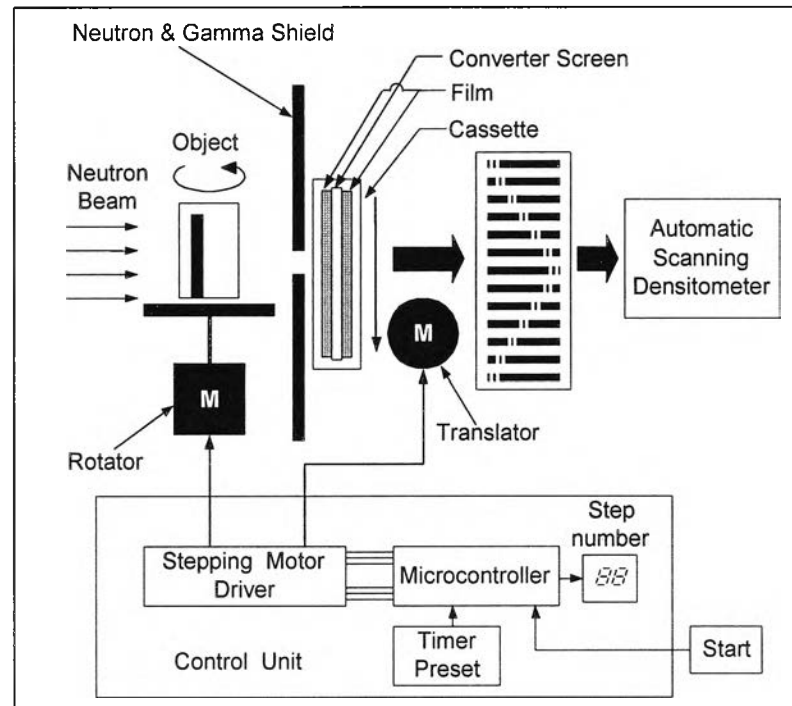 Neutron & Gamma Shield
Converter Screen
Film
Cassette
Object
Neutron
Beam
Automatic
Scanning
Densitometer
M
M
Rotator
Translator
Step
number
Stepping Motor
Driver
Microcontroller
88
Timer
Preset
Start
Control Unit